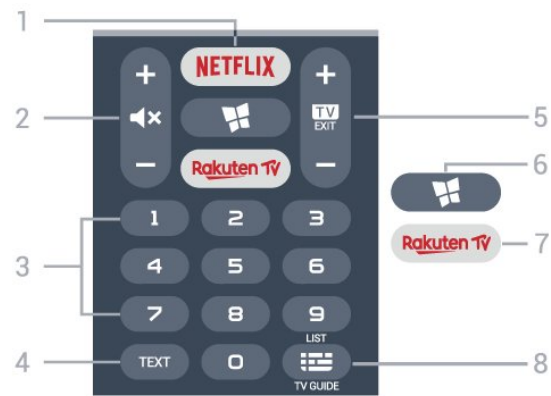 1
NETFLIX
+ +
2
TV
EXIT
5
6
- -
Rakuten TV
Rakuten TV
7
1 2 3
3
4 5 6
7 8 9
LIST
4
TEXT 0
8
TV GUIDE